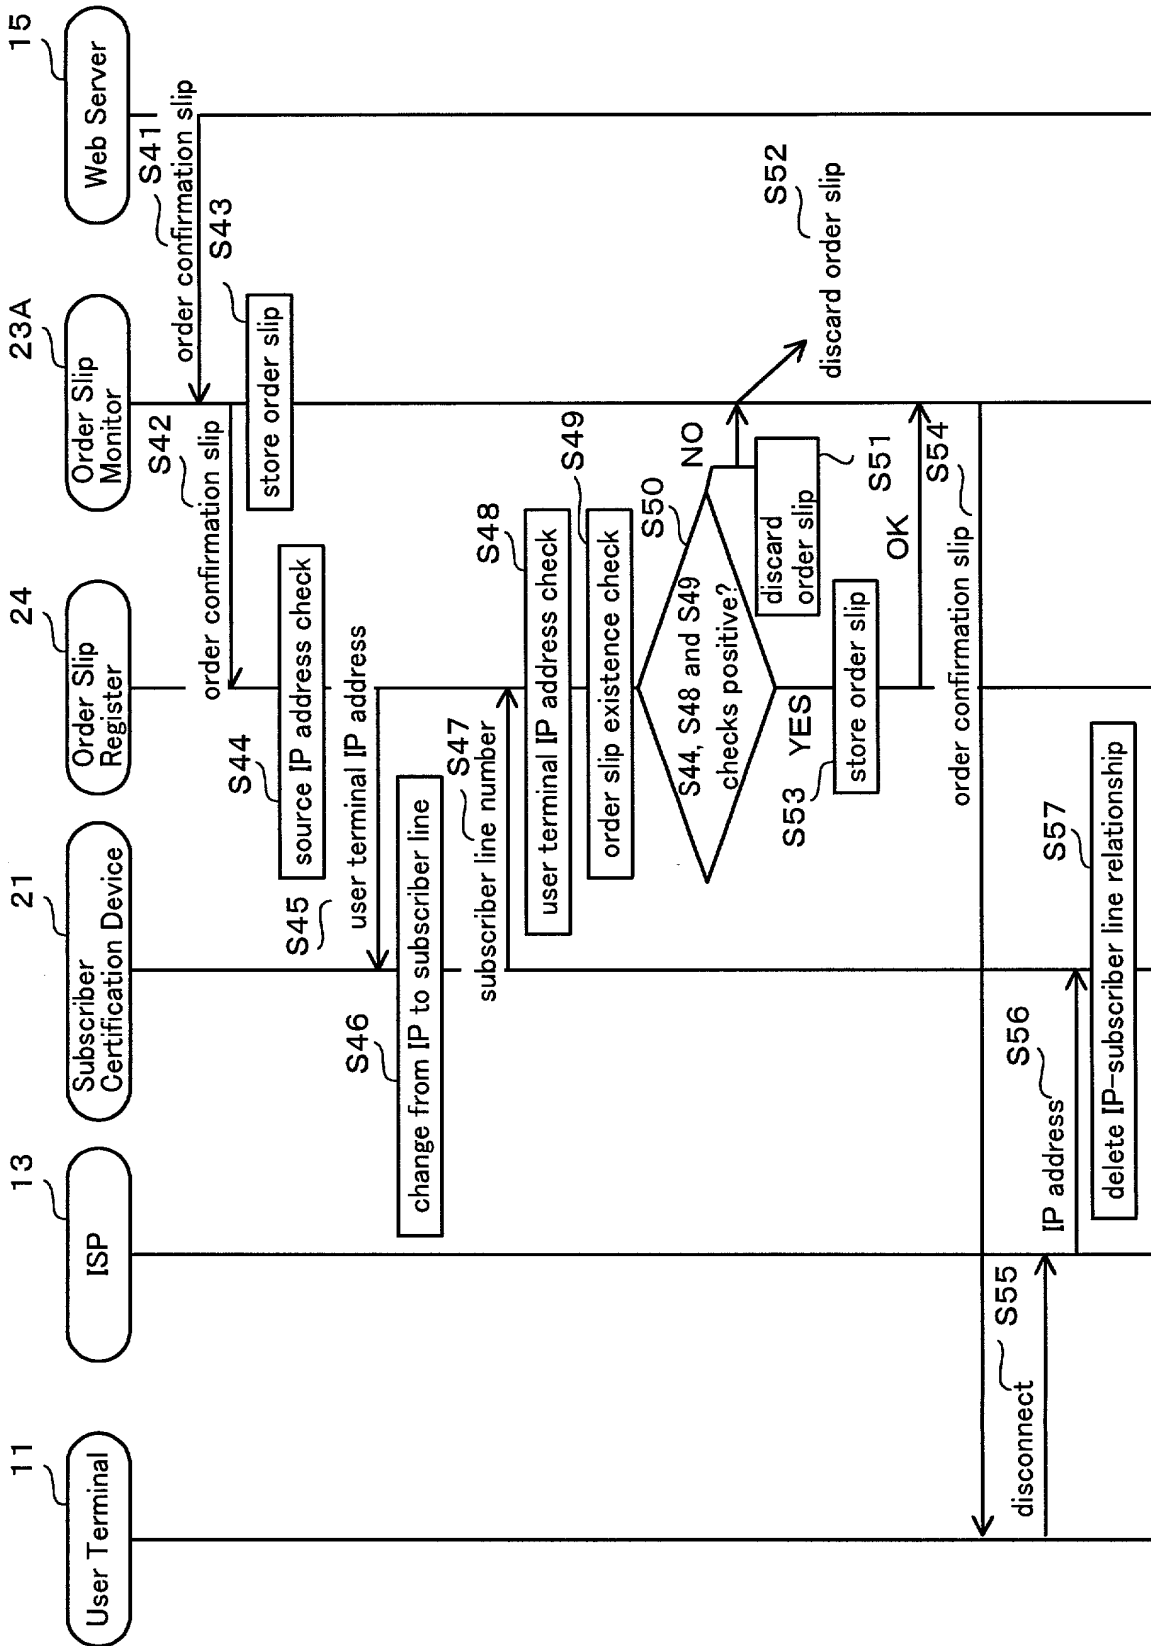 11
User Terminal
13
ISP
21
Subscriber
Certification Device
24
Order Slip
Register
23A
Order Slip
Monitor
15
Web Server
S41
order confirmation slip
S42
order confirmation slip
S43
store order slip
S44
source IP address check
S45
user terminal IP address
S46
change from IP to subscriber line
S47
subscriber line number
S48
user terminal IP address check
S49
order slip existence check
S50
S44, S48 and S49
checks positive?
NO
S51
discard
order slip
S52
discard order slip
YES
S53
store order slip
OK
S54
order confirmation slip
S55
disconnect
S56
IP address
S57
delete IP-subscriber line relationship